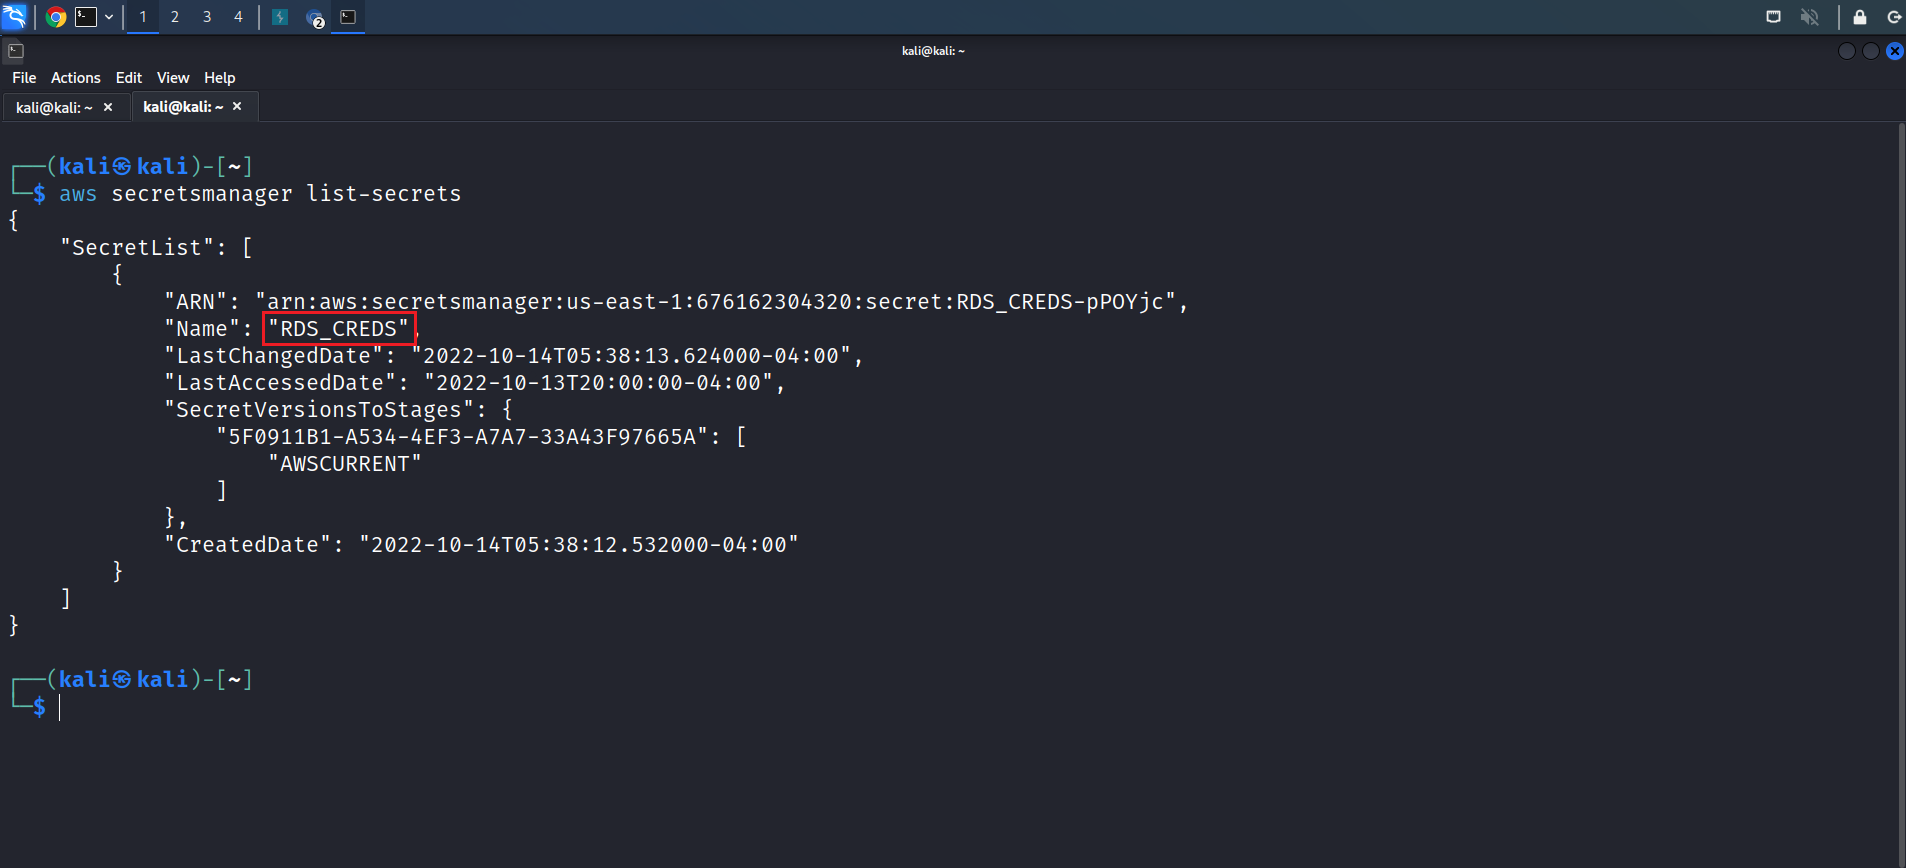 1 2 3 4 2
kali@kali: ~
File Actions Edit View Help
kali@kali: ~ × kali@kali: ~ ×
┌──(kali㉿kali)-[~]
└─$ aws secretsmanager list-secrets
{
    "SecretList": [
        {
            "ARN": "arn:aws:secretsmanager:us-east-1:676162304320:secret:RDS_CREDS-pPOYjc",
            "Name": "RDS_CREDS",
            "LastChangedDate": "2022-10-14T05:38:13.624000-04:00",
            "LastAccessedDate": "2022-10-13T20:00:00-04:00",
            "SecretVersionsToStages": {
                "5F0911B1-A534-4EF3-A7A7-33A43F97665A": [
                    "AWSCURRENT"
                ]
            },
            "CreatedDate": "2022-10-14T05:38:12.532000-04:00"
        }
    ]
}
┌──(kali㉿kali)-[~]
└─$